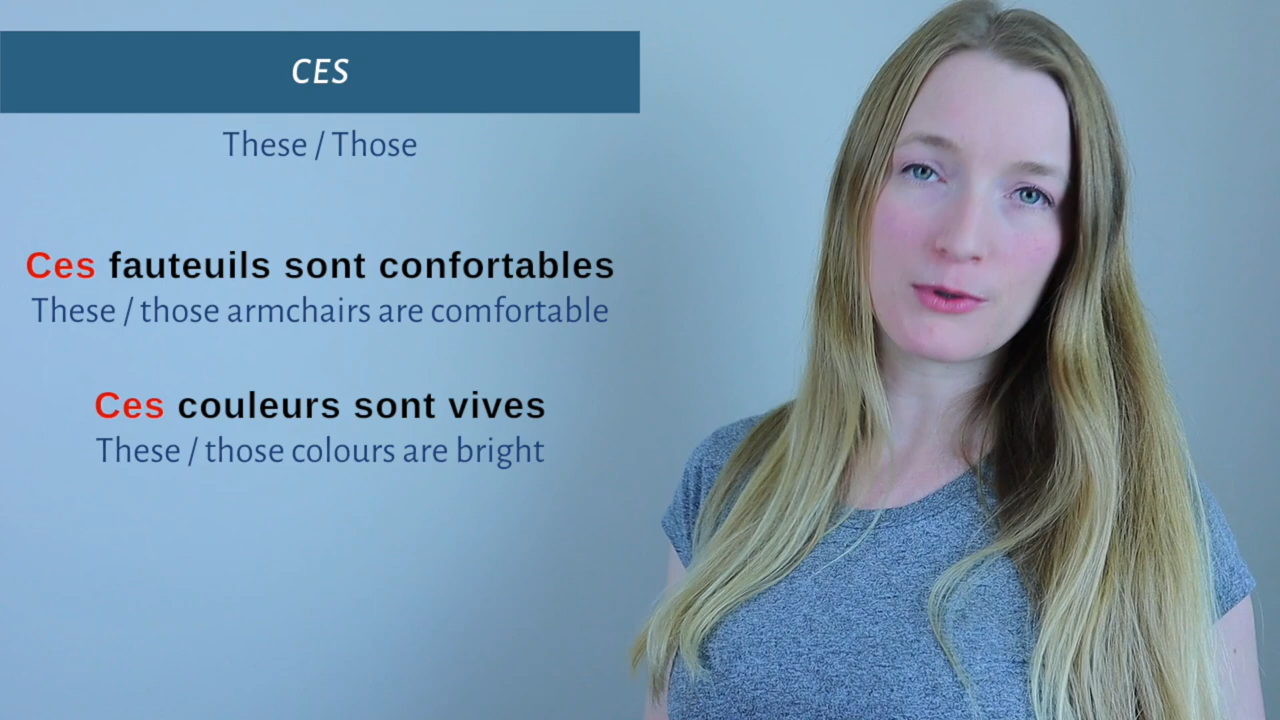 CES
These / Those
Ces fauteuils sont confortables
These / those armchairs are comfortable
Ces couleurs sont vives
These / those colours are bright